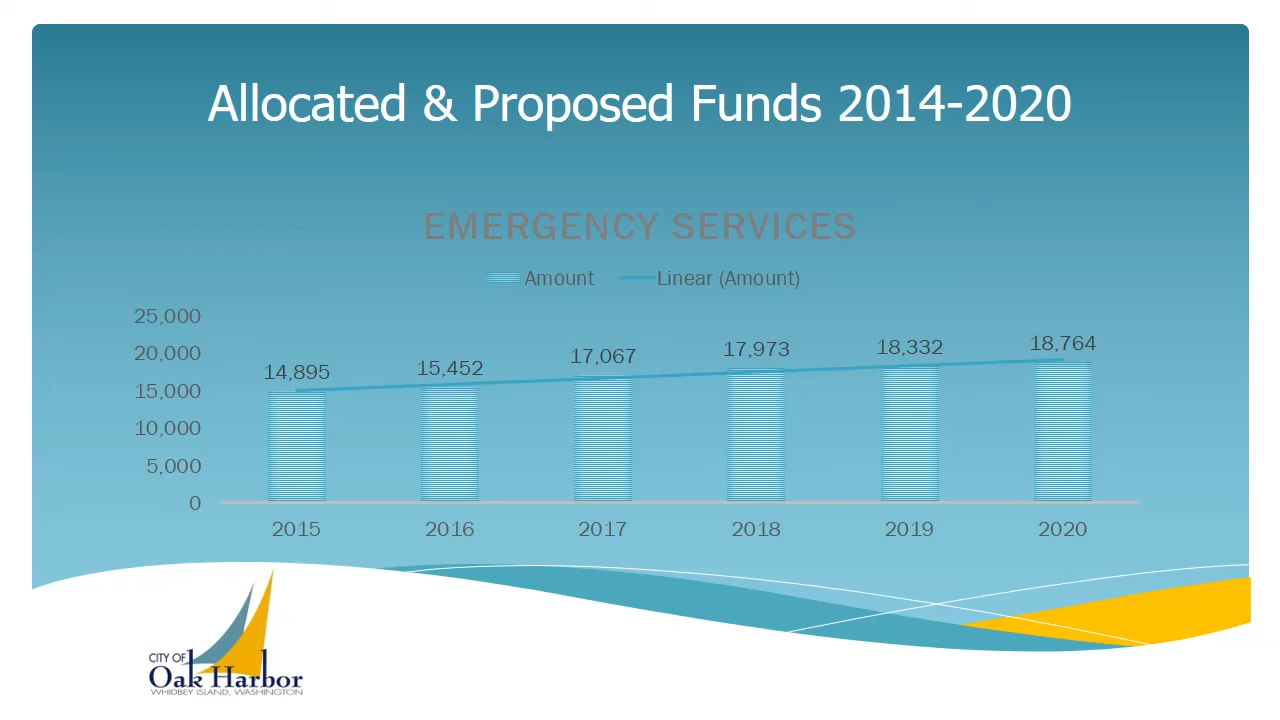 Allocated & Proposed Funds 2014-2020
EMERGENCY SERVICES
Amount Linear (Amount)
25,000
20,000
15,000
10,000
5,000
0
14,895 15,452 17,067 17,973 18,332 18,764
2015 2016 2017 2018 2019 2020
CITY OF
Oak Harbor
WHIDBEY ISLAND, WASHINGTON